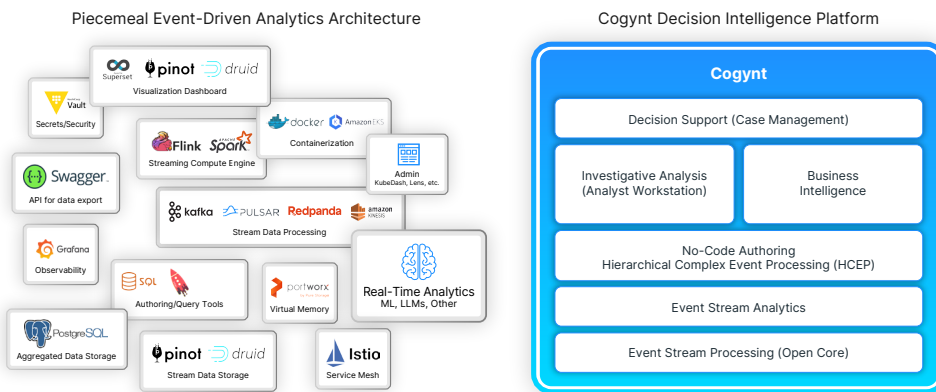 Piecemeal Event-Driven Analytics Architecture
Superset
pinot
druid
Visualization Dashboard
Vault
Secrets/Security
Flink
APACHE
Spark
Streaming Compute Engine
docker
Amazon EKS
Containerization
Admin
KubeDash, Lens, etc.
Swagger
API for data export
kafka
PULSAR
Redpanda
amazon
KINESIS
Stream Data Processing
Grafana
Observability
SQL
Authoring/Query Tools
portworx
Virtual Memory
Real-Time Analytics
ML, LLMs, Other
PostgreSQL
Aggregated Data Storage
pinot
druid
Stream Data Storage
Istio
Service Mesh
Cogynt Decision Intelligence Platform
Cogynt
Decision Support (Case Management)
Investigative Analysis
(Analyst Workstation)
Business
Intelligence
No-Code Authoring
Hierarchical Complex Event Processing (HCEP)
Event Stream Analytics
Event Stream Processing (Open Core)